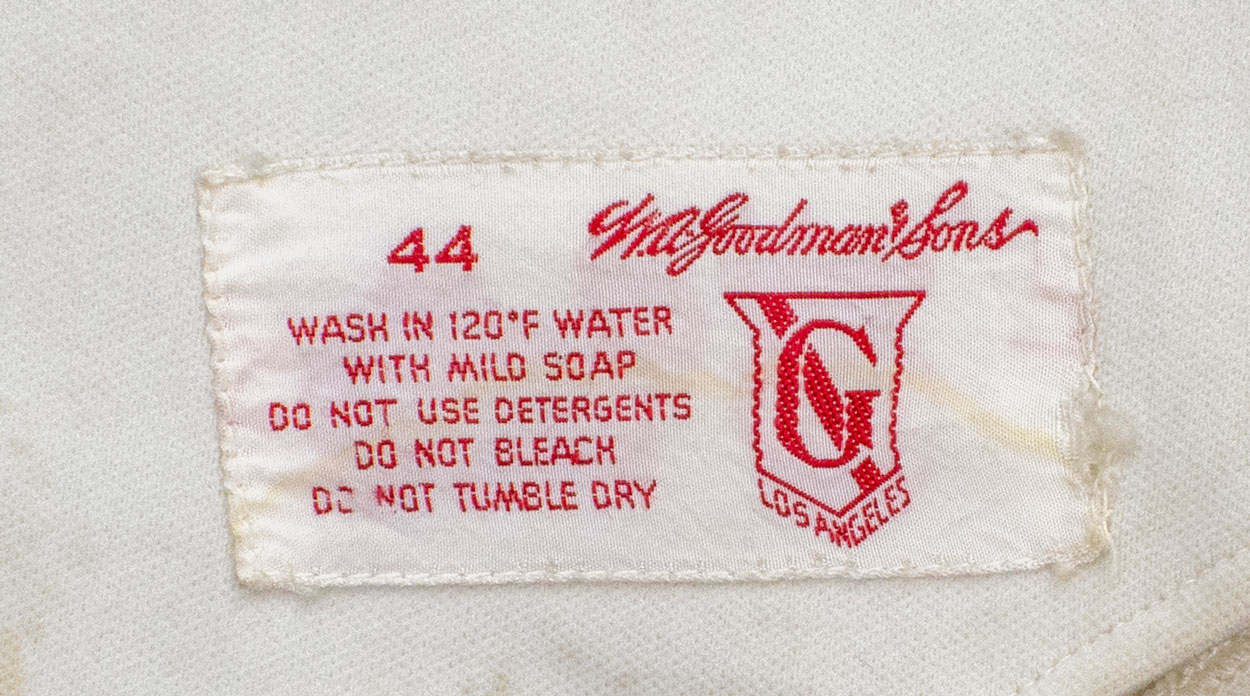 44
Wm. Goodman & Sons
WASH IN 120°F WATER
WITH MILD SOAP
DO NOT USE DETERGENTS
DO NOT BLEACH
DO NOT TUMBLE DRY
G
LOS ANGELES